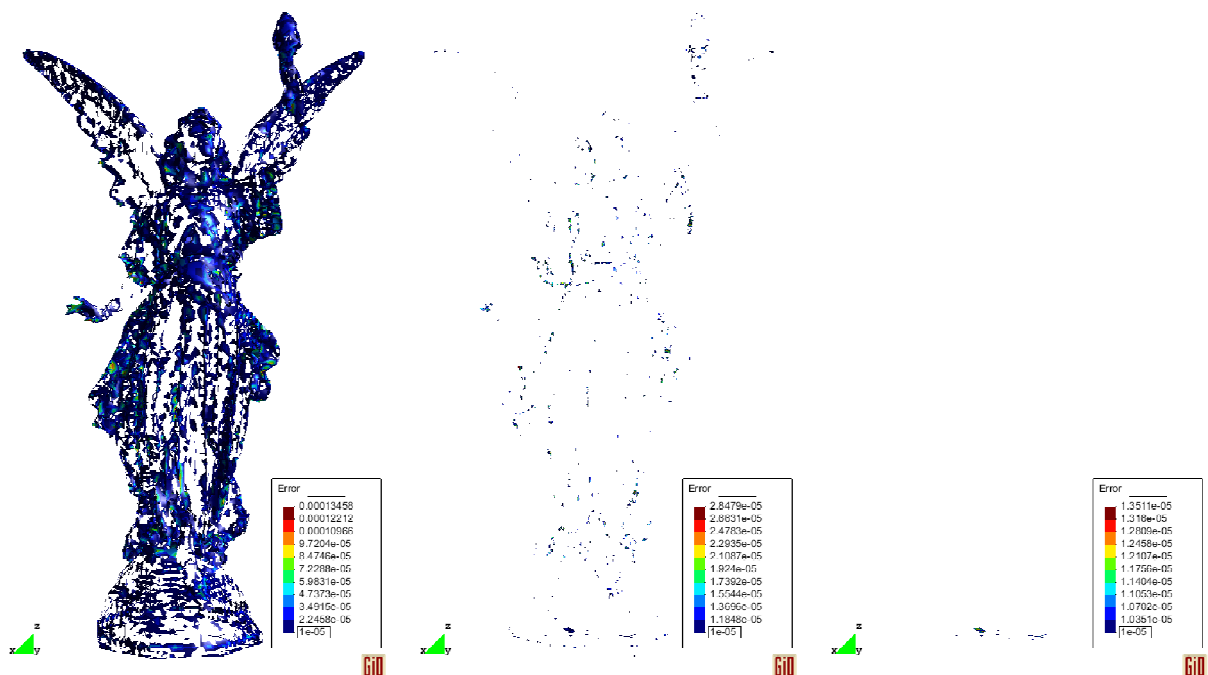 Error
0.00013458
0.00012212
0.00010966
9.7204e-05
8.4746e-05
7.2288e-05
5.9831e-05
4.7373e-05
3.4915e-05
2.2458e-05
1e-05
z
x y
GiD
Error
2.8479e-05
2.6631e-05
2.4783e-05
2.2935e-05
2.1087e-05
1.924e-05
1.7392e-05
1.5544e-05
1.3696e-05
1.1848e-05
1e-05
z
x y
GiD
Error
1.3511e-05
1.316e-05
1.2809e-05
1.2458e-05
1.2107e-05
1.1756e-05
1.1404e-05
1.1053e-05
1.0702e-05
1.0351e-05
1e-05
z
x y
GiD